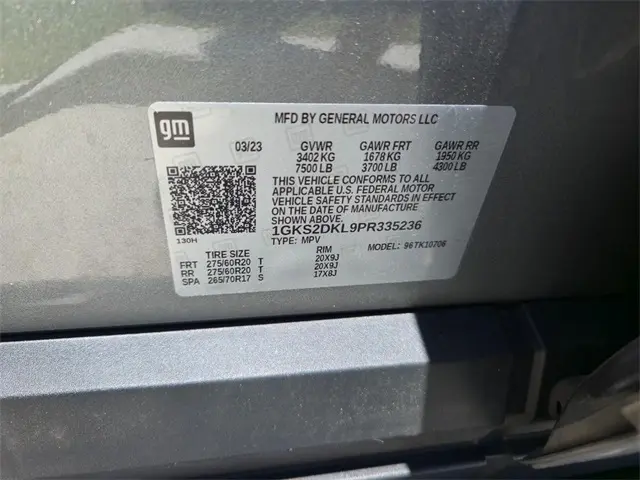 gm
MFD BY GENERAL MOTORS LLC
03/23 GVWR GAWR FRT GAWR RR
3402 KG 1678 KG 1950 KG
7500 LB 3700 LB 4300 LB
THIS VEHICLE CONFORMS TO ALL
APPLICABLE U.S. FEDERAL MOTOR
VEHICLE SAFETY STANDARDS IN EFFECT
ON THE DATE OF MANUFACTURE
SHOWN ABOVE.
1GKS2DKL9PR335236
130H
TYPE: MPV MODEL: 96TK10706
TIRE SIZE RIM
FRT 275/60R20 T 20X9J
RR 275/60R20 T 20X9J
SPA 265/70R17 S 17X8J